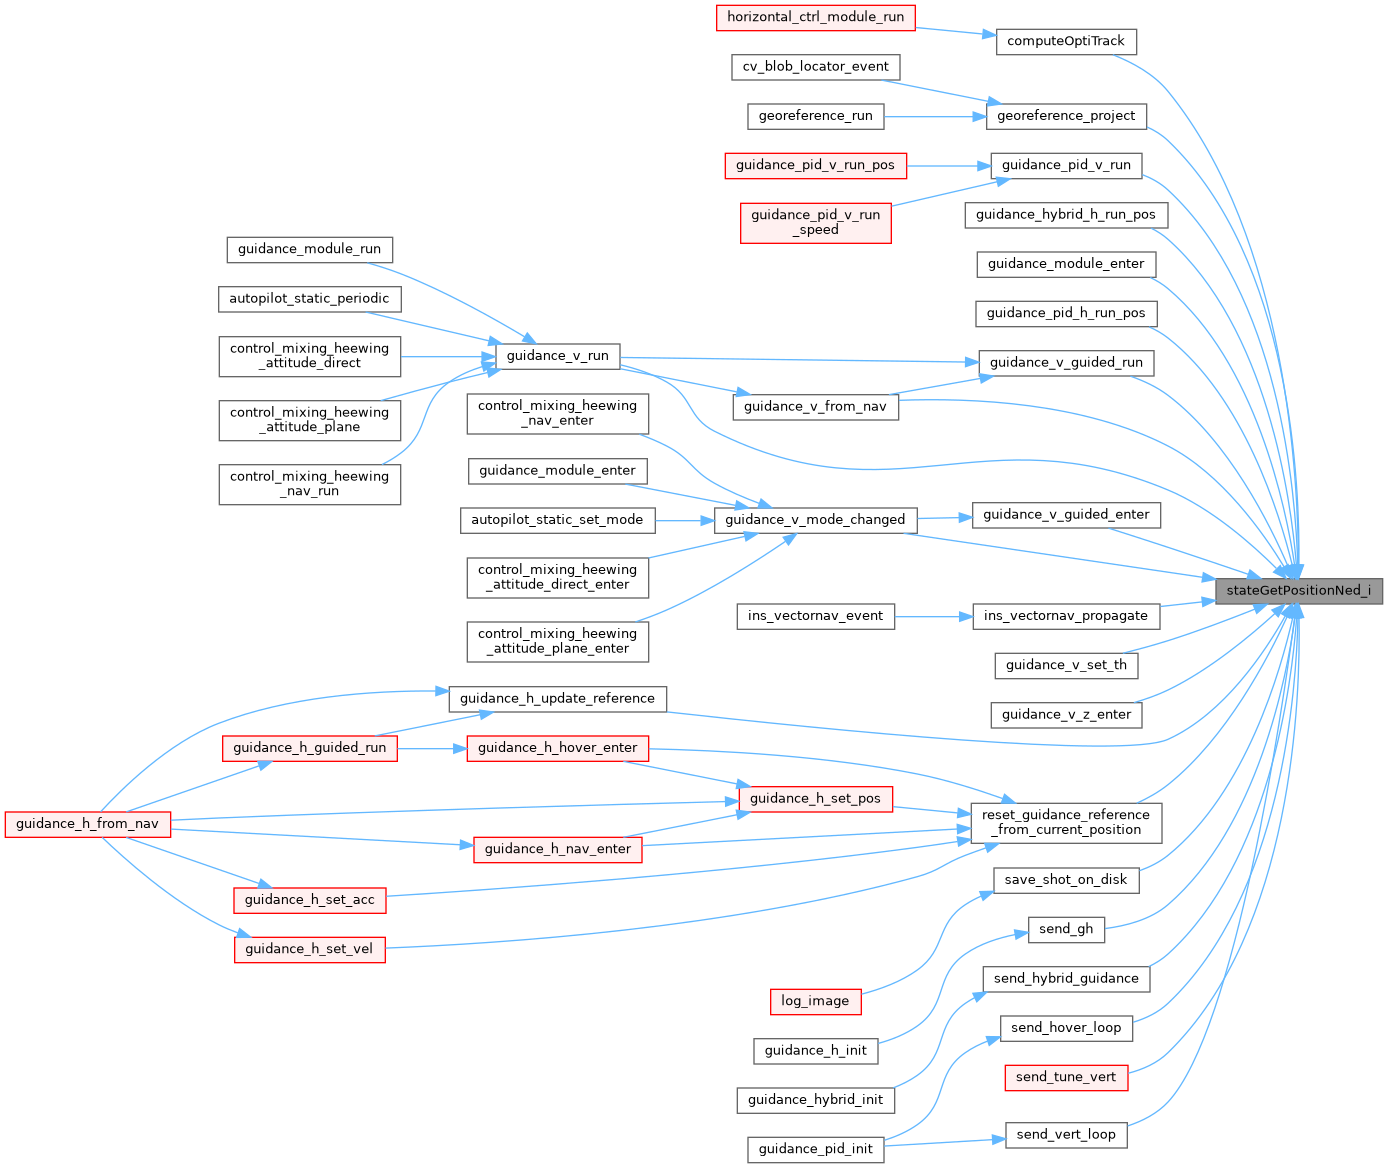 horizontal_ctrl_module_run
computeOptiTrack
cv_blob_locator_event
georeference_run
georeference_project
guidance_pid_v_run_pos
guidance_pid_v_run
guidance_pid_v_run
_speed
guidance_hybrid_h_run_pos
guidance_module_run
guidance_module_enter
autopilot_static_periodic
guidance_pid_h_run_pos
control_mixing_heewing
_attitude_direct
guidance_v_run
guidance_v_guided_run
control_mixing_heewing
_attitude_plane
control_mixing_heewing
_nav_enter
guidance_v_from_nav
control_mixing_heewing
_nav_run
guidance_module_enter
autopilot_static_set_mode
guidance_v_mode_changed
guidance_v_guided_enter
control_mixing_heewing
_attitude_direct_enter
stateGetPositionNed_i
ins_vectornav_event
ins_vectornav_propagate
control_mixing_heewing
_attitude_plane_enter
guidance_v_set_th
guidance_h_update_reference
guidance_v_z_enter
guidance_h_guided_run
guidance_h_hover_enter
guidance_h_set_pos
guidance_h_from_nav
reset_guidance_reference
_from_current_position
guidance_h_nav_enter
guidance_h_set_acc
save_shot_on_disk
guidance_h_set_vel
send_gh
log_image
send_hybrid_guidance
guidance_h_init
send_hover_loop
guidance_hybrid_init
send_tune_vert
guidance_pid_init
send_vert_loop